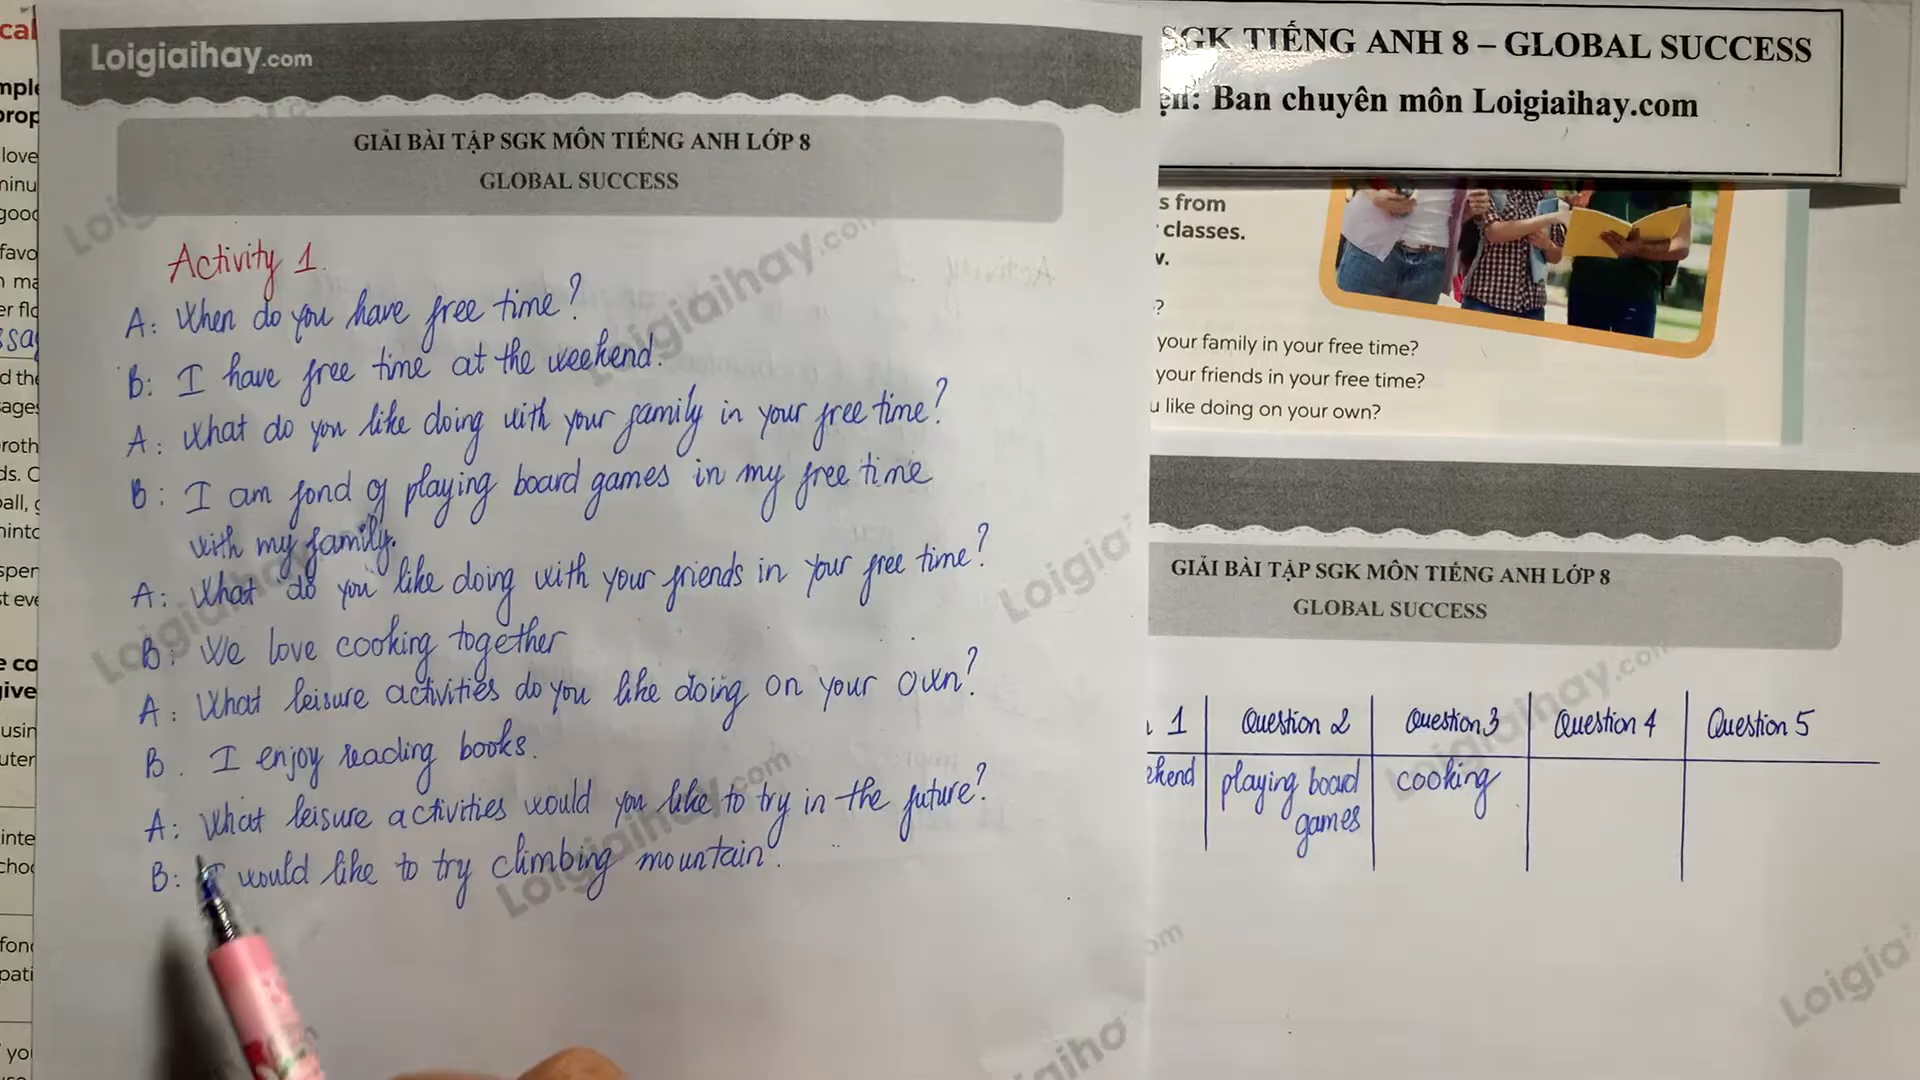 Loigiaihay.com
GIẢI BÀI TẬP SGK MÔN TIẾNG ANH LỚP 8
GLOBAL SUCCESS
Activity 1.
A: When do you have free time?
B: I have free time at the weekend.
A: What do you like doing with your family in your free time?
B: I am fond of playing board games in my free time
with my family.
A: What do you like doing with your friends in your free time?
B: We love cooking together
A: What leisure activities do you like doing on your own?
B. I enjoy reading books.
A: What leisure activities would you like to try in the future?
B: I would like to try climbing mountain.
SGK TIẾNG ANH 8 – GLOBAL SUCCESS
ện: Ban chuyên môn Loigiaihay.com
s from
classes.
?
your family in your free time?
your friends in your free time?
u like doing on your own?
GIẢI BÀI TẬP SGK MÔN TIẾNG ANH LỚP 8
GLOBAL SUCCESS
1 Question 2 Question 3 Question 4 Question 5
ekend playing board cooking
games